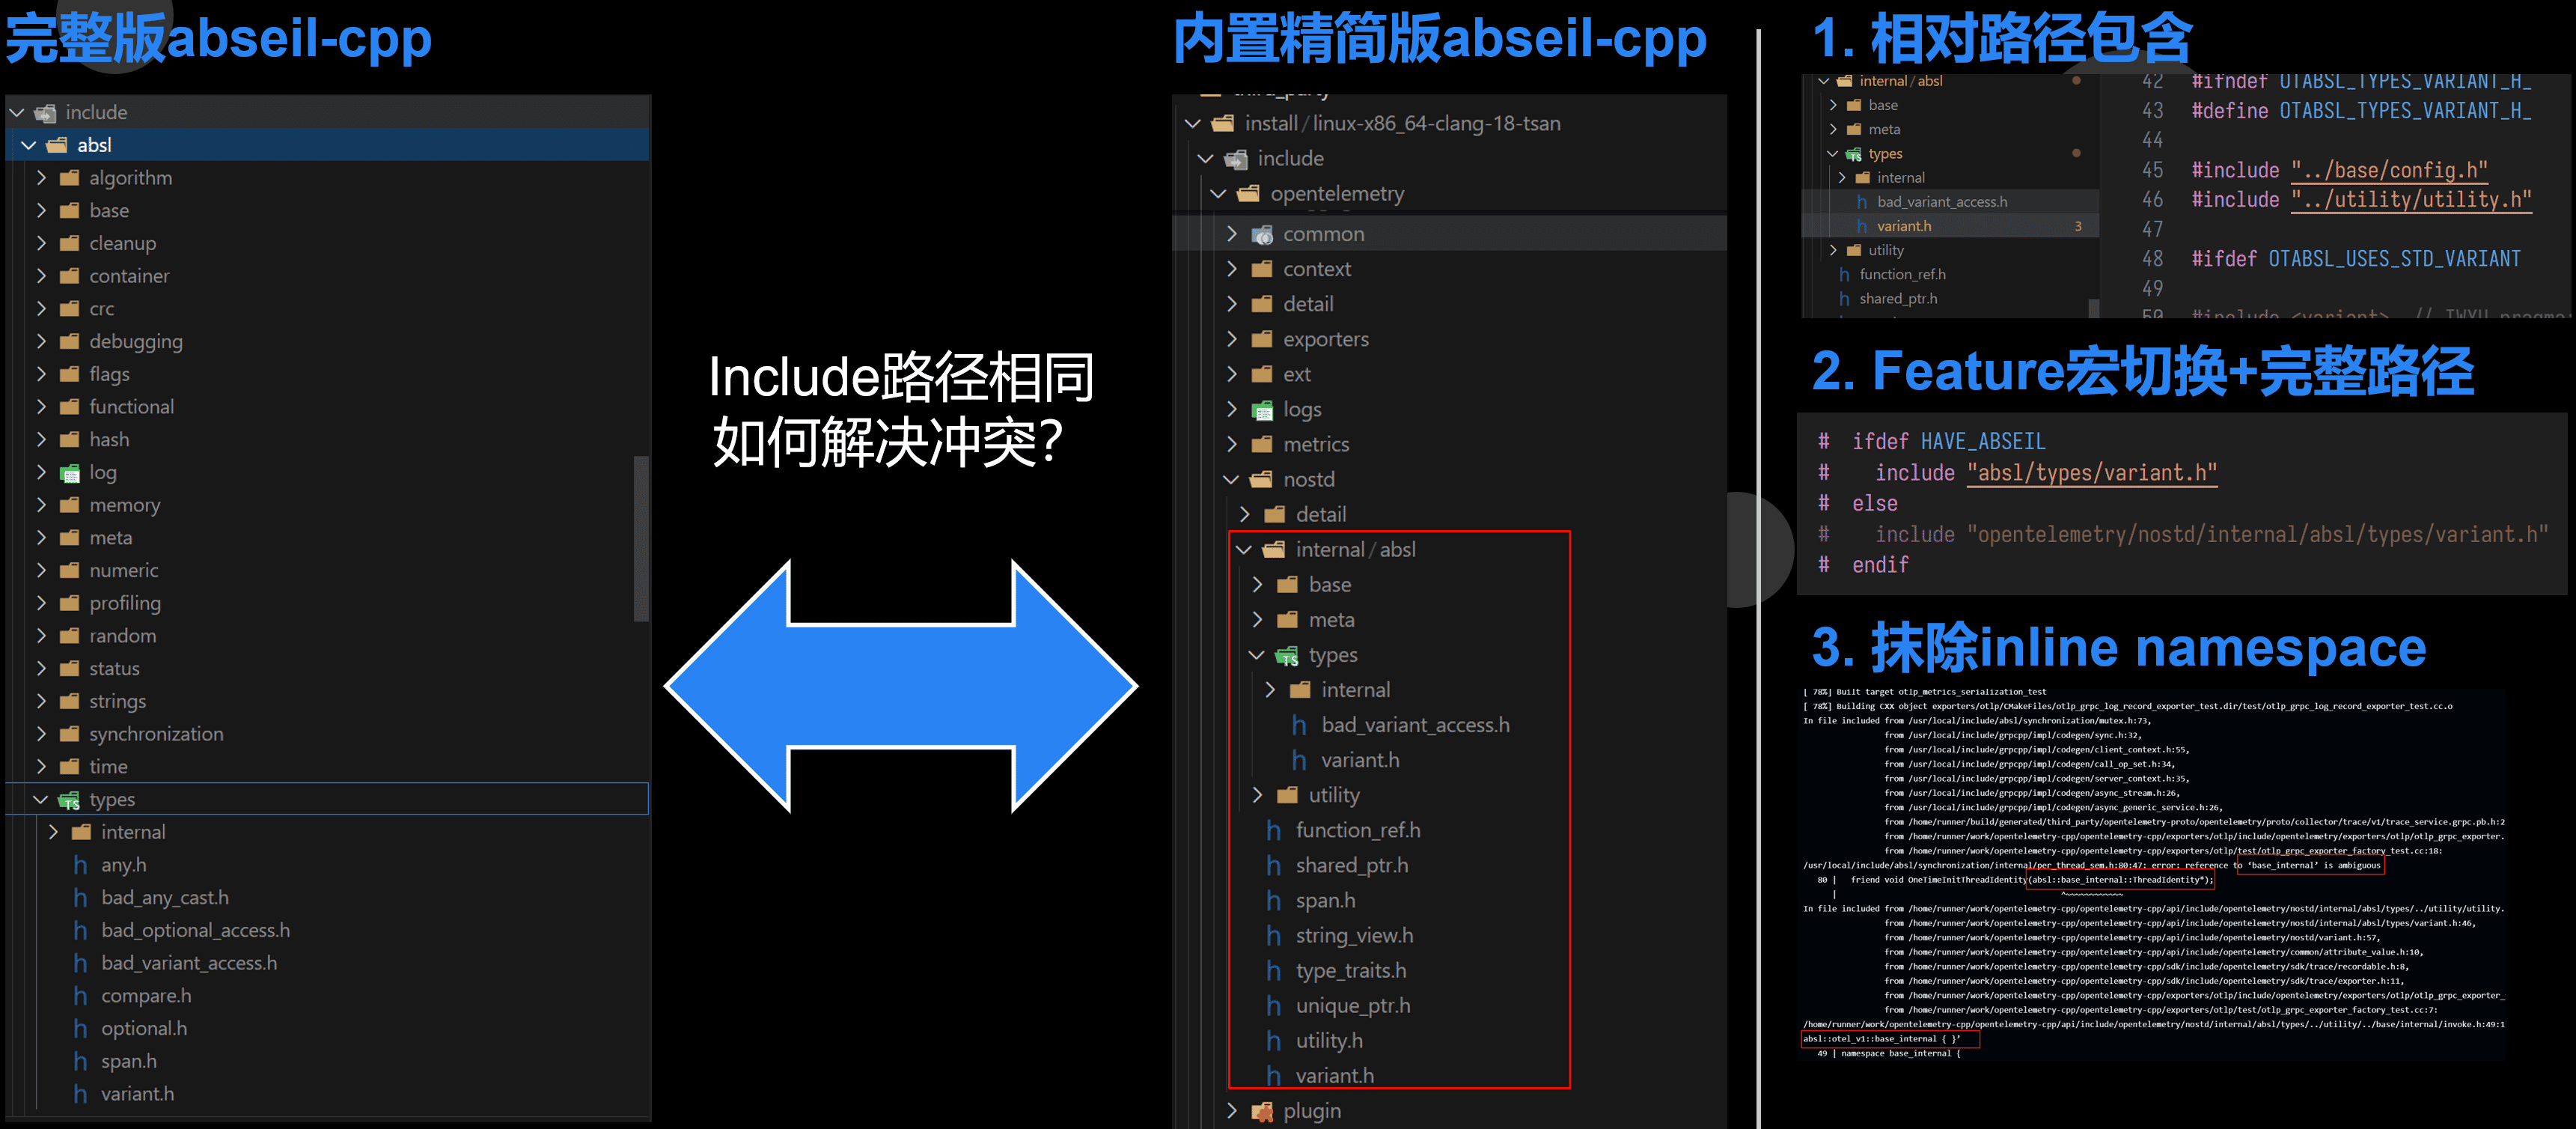 完整版abseil-cpp
include
absl
algorithm
base
cleanup
container
crc
debugging
flags
functional
hash
log
memory
meta
numeric
profiling
random
status
strings
synchronization
time
types
internal
any.h
bad_any_cast.h
bad_optional_access.h
bad_variant_access.h
compare.h
optional.h
span.h
variant.h
Include路径相同
如何解决冲突?
内置精简版abseil-cpp
third_party
install/linux-x86_64-clang-18-tsan
include
opentelemetry
common
context
detail
exporters
ext
logs
metrics
nostd
detail
internal/absl
base
meta
types
internal
bad_variant_access.h
variant.h
utility
function_ref.h
shared_ptr.h
span.h
string_view.h
type_traits.h
unique_ptr.h
utility.h
variant.h
plugin
1. 相对路径包含
internal/absl
base
meta
types
internal
bad_variant_access.h
variant.h 3
utility
function_ref.h
shared_ptr.h
42 #ifndef OTABSL_TYPES_VARIANT_H_
43 #define OTABSL_TYPES_VARIANT_H_
44
45 #include "../base/config.h"
46 #include "../utility/utility.h"
47
48 #ifdef OTABSL_USES_STD_VARIANT
49
50 #include <variant> // IWYU pragma:
2. Feature宏切换+完整路径
# ifdef HAVE_ABSEIL
# include "absl/types/variant.h"
# else
# include "opentelemetry/nostd/internal/absl/types/variant.h"
# endif
3. 抹除inline namespace
[ 78%] Built target otlp_metrics_serialization_test
[ 78%] Building CXX object exporters/otlp/CMakeFiles/otlp_grpc_log_record_exporter_test.dir/test/otlp_grpc_log_record_exporter_test.cc.o
In file included from /usr/local/include/absl/synchronization/mutex.h:73,
from /usr/local/include/grpcpp/impl/codegen/sync.h:32,
from /usr/local/include/grpcpp/impl/codegen/client_context.h:55,
from /usr/local/include/grpcpp/impl/codegen/call_op_set.h:34,
from /usr/local/include/grpcpp/impl/codegen/server_context.h:35,
from /usr/local/include/grpcpp/impl/codegen/async_stream.h:26,
from /usr/local/include/grpcpp/impl/codegen/async_generic_service.h:26,
from /home/runner/build/generated/third_party/opentelemetry-proto/opentelemetry/proto/collector/trace/v1/trace_service.grpc.pb.h:2
from /home/runner/work/opentelemetry-cpp/opentelemetry-cpp/exporters/otlp/include/opentelemetry/exporters/otlp/otlp_grpc_exporter.
from /home/runner/work/opentelemetry-cpp/opentelemetry-cpp/exporters/otlp/test/otlp_grpc_exporter_factory_test.cc:18:
/usr/local/include/absl/synchronization/internal/per_thread_sem.h:80:47: error: reference to ‘base_internal’ is ambiguous
80 | friend void OneTimeInitThreadIdentity(absl::base_internal::ThreadIdentity*);
| ^~~~~~~~~~~~~
In file included from /home/runner/work/opentelemetry-cpp/opentelemetry-cpp/api/include/opentelemetry/nostd/internal/absl/types/../utility/utility.
from /home/runner/work/opentelemetry-cpp/opentelemetry-cpp/api/include/opentelemetry/nostd/internal/absl/types/variant.h:46,
from /home/runner/work/opentelemetry-cpp/opentelemetry-cpp/api/include/opentelemetry/nostd/variant.h:57,
from /home/runner/work/opentelemetry-cpp/opentelemetry-cpp/api/include/opentelemetry/common/attribute_value.h:10,
from /home/runner/work/opentelemetry-cpp/opentelemetry-cpp/sdk/include/opentelemetry/sdk/trace/recordable.h:8,
from /home/runner/work/opentelemetry-cpp/opentelemetry-cpp/sdk/include/opentelemetry/sdk/trace/exporter.h:11,
from /home/runner/work/opentelemetry-cpp/opentelemetry-cpp/exporters/otlp/include/opentelemetry/exporters/otlp/otlp_grpc_exporter_
from /home/runner/work/opentelemetry-cpp/opentelemetry-cpp/exporters/otlp/test/otlp_grpc_exporter_factory_test.cc:7:
/home/runner/work/opentelemetry-cpp/opentelemetry-cpp/api/include/opentelemetry/nostd/internal/absl/types/../utility/../base/internal/invoke.h:49:1
absl::otel_v1::base_internal { }’
49 | namespace base_internal {